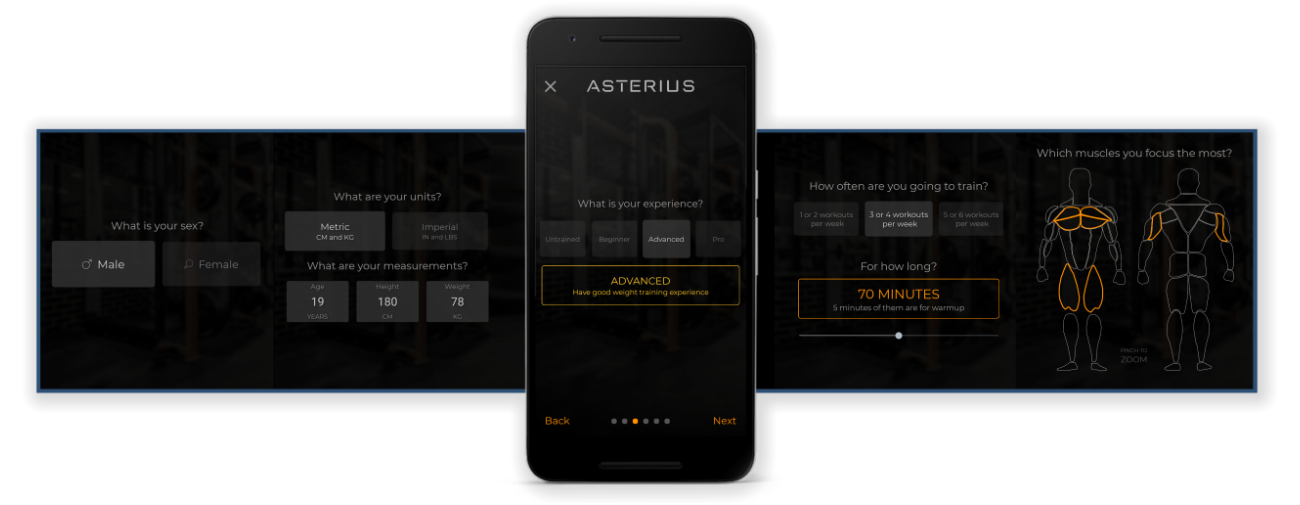 What is your sex?
Male
Female
What are your units?
Metric
CM and KG
Imperial
IN and LBS
What are your measurements?
Age
19
YEARS
Height
180
CM
Weight
78
KG
ASTERIUS
What is your experience?
Untrained
Beginner
Advanced
Pro
ADVANCED
Have good weight training experience
Back
Next
How often are you going to train?
1 or 2 workouts
per week
3 or 4 workouts
per week
5 or 6 workouts
per week
For how long?
70 MINUTES
5 minutes of them are for warmup
Which muscles you focus the most?
PINCH TO
ZOOM